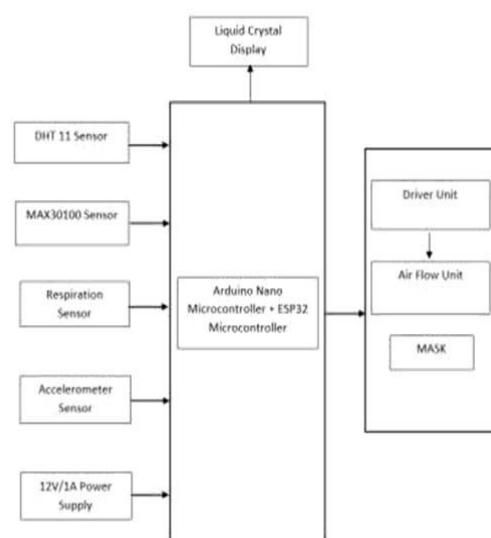 Liquid Crystal
Display
DHT 11 Sensor
MAX30100 Sensor
Respiration
Sensor
Accelerometer
Sensor
12V/1A Power
Supply
Arduino Nano
Microcontroller + ESP32
Microcontroller
Driver Unit
Air Flow Unit
MASK